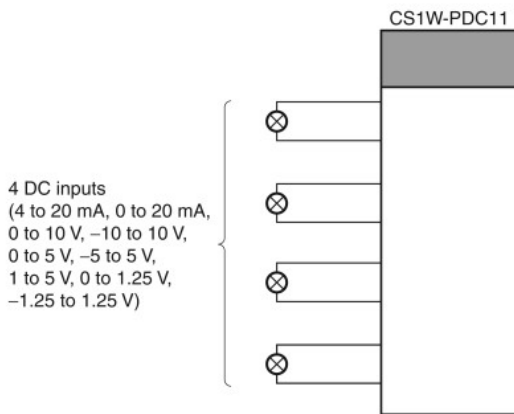 CS1W-PDC11
4 DC inputs
(4 to 20 mA, 0 to 20 mA,
0 to 10 V, −10 to 10 V,
0 to 5 V, −5 to 5 V,
1 to 5 V, 0 to 1.25 V,
−1.25 to 1.25 V)